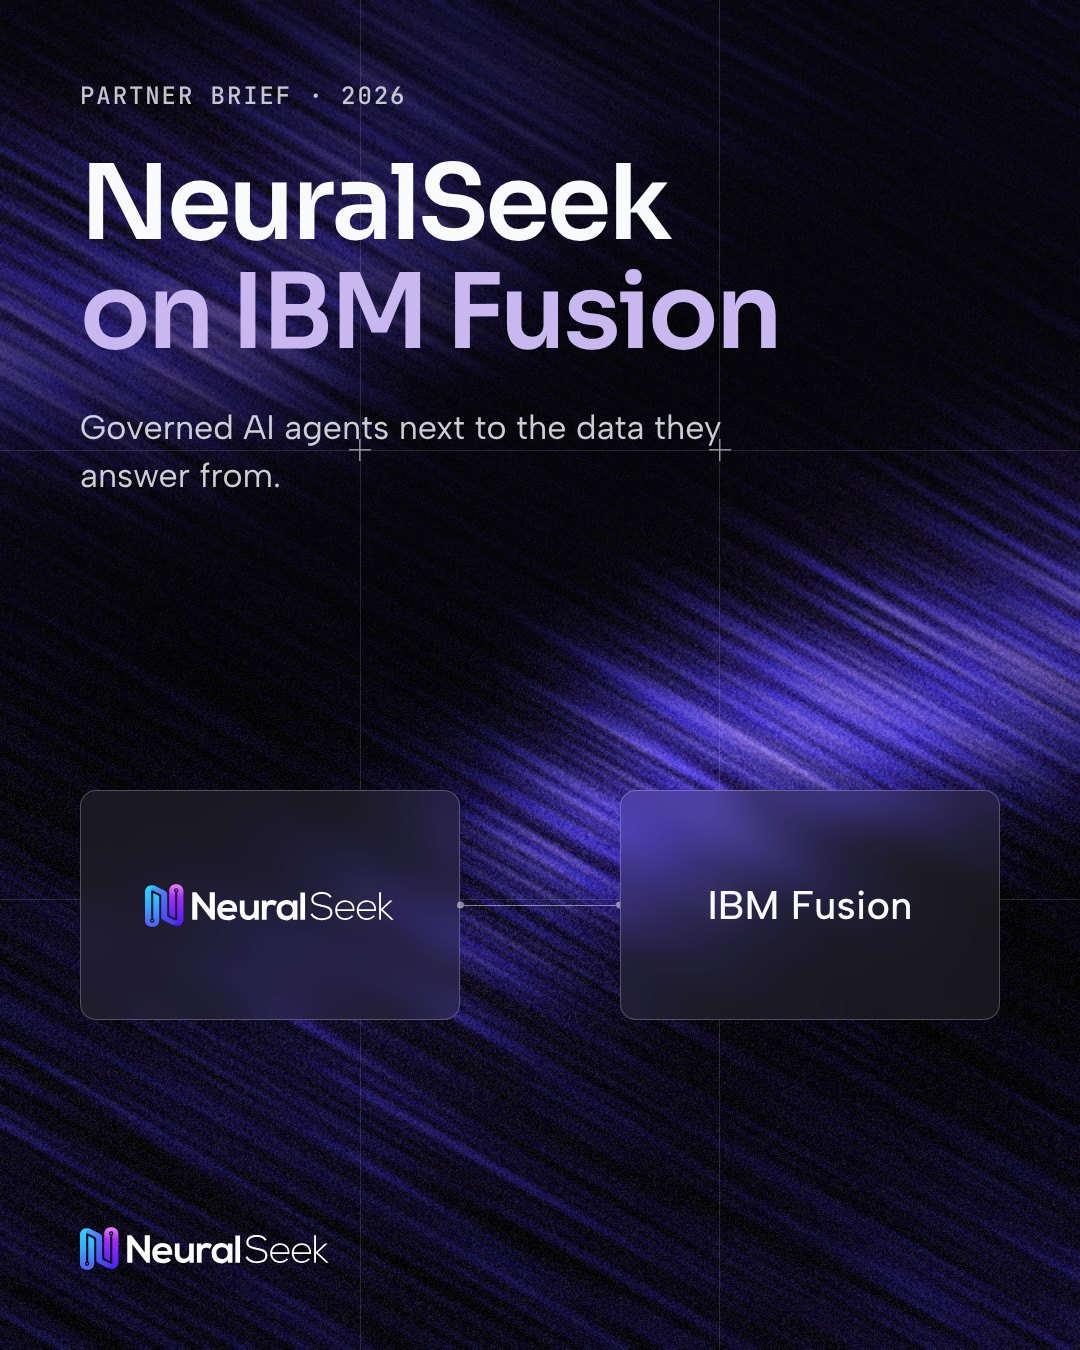 PARTNER BRIEF · 2026
NeuralSeek
on IBM Fusion
Governed AI agents next to the data they
answer from.
NeuralSeek
IBM Fusion
NeuralSeek